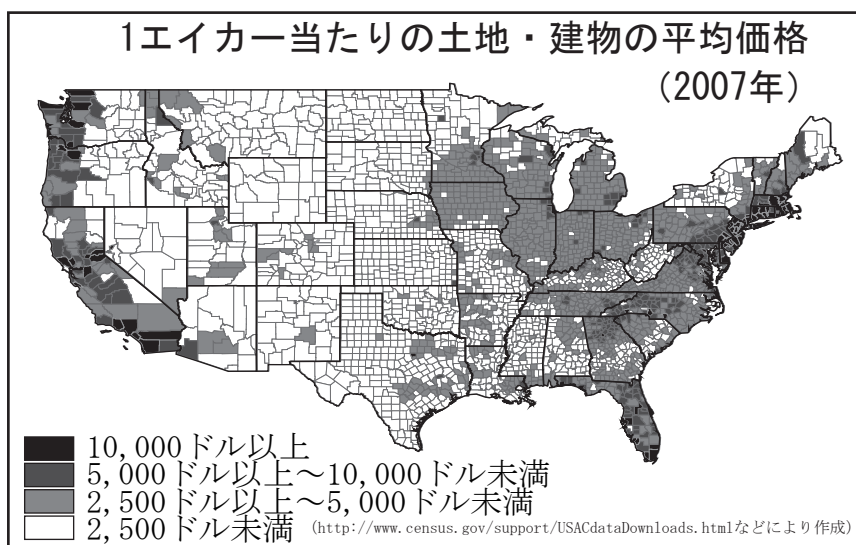 1エイカー当たりの土地・建物の平均価格
(2007年)
10,000ドル以上
5,000ドル以上～10,000ドル未満
2,500ドル以上～5,000ドル未満
2,500ドル未満 (http://www.census.gov/support/USACdataDownloads.htmlなどにより作成)